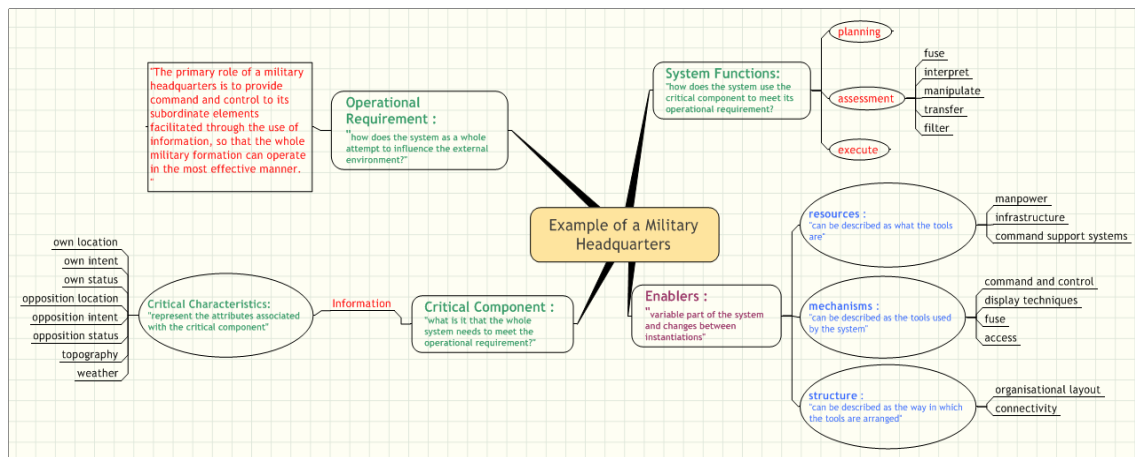 "The primary role of a military
headquarters is to provide
command and control to its
subordinate elements
facilitated through the use of
information, so that the whole
military formation can operate
in the most effective manner.
"
Operational
Requirement :
"how does the system as a whole
attempt to influence the external
environment?"
System Functions:
"how does the system use the
critical component to meet its
operational requirement?
planning
assessment
execute
fuse
interpret
manipulate
transfer
filter
Example of a Military
Headquarters
own location
own intent
own status
opposition location
opposition intent
opposition status
topography
weather
Critical Characteristics:
"represent the attributes associated
with the critical component"
Information
Critical Component :
"what is it that the whole
system needs to meet the
operational requirement?"
Enablers :
"variable part of the system
and changes between
instantiations"
resources :
"can be described as what the tools
are"
manpower
infrastructure
command support systems
mechanisms :
"can be described as the tools used
by the system"
command and control
display techniques
fuse
access
structure :
"can be described as the way in which
the tools are arranged"
organisational layout
connectivity